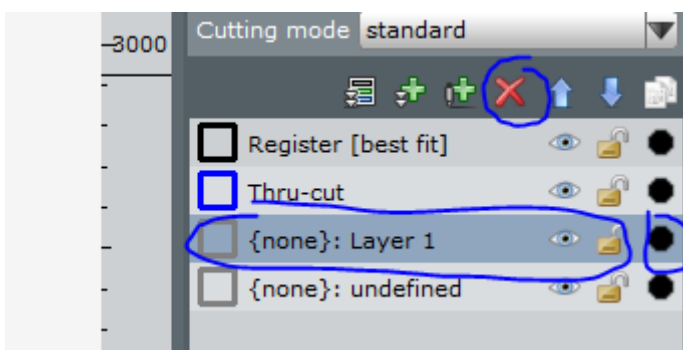 Cutting mode standard
3000
Register [best fit]
Thru-cut
{none}: Layer 1
{none}: undefined